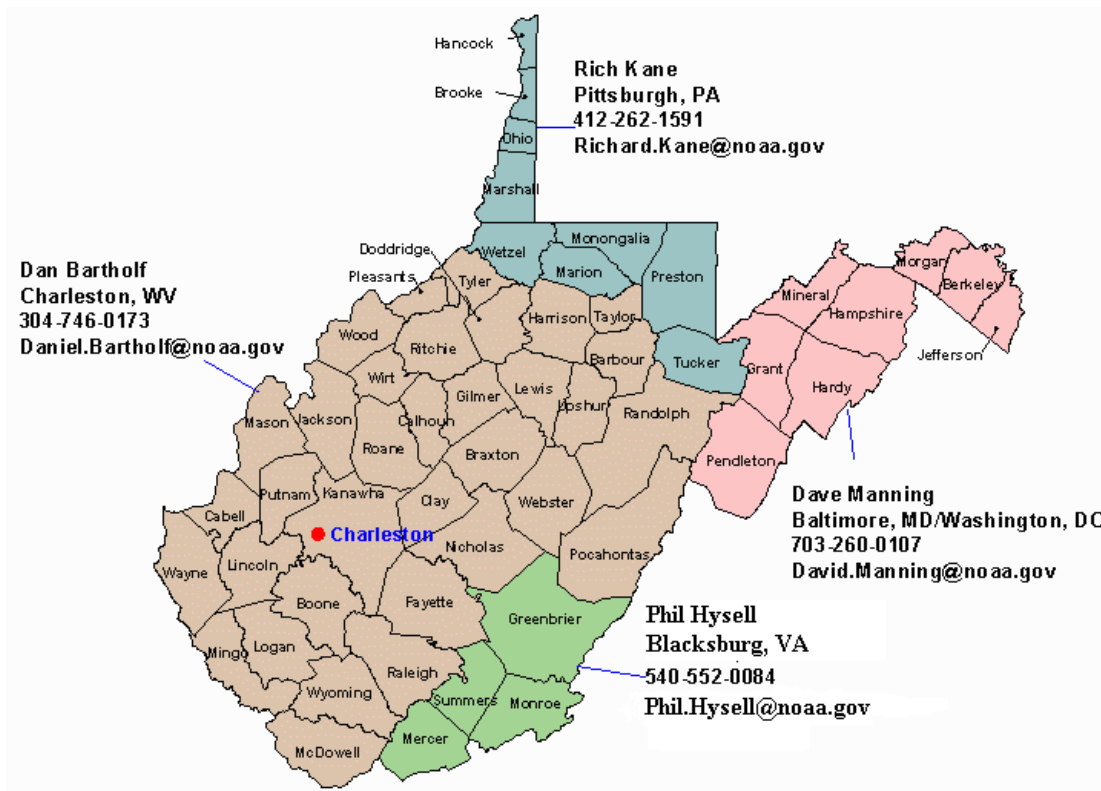 Hancock
Brooke
Ohio
Marshall
Rich Kane
Pittsburgh, PA
412-262-1591
Richard.Kane@noaa.gov
Doddridge
Pleasants
Wetzel
Monongalia
Marion
Preston
Tucker
Tyler
Dan Bartholf
Charleston, WV
304-746-0173
Daniel.Bartholf@noaa.gov
Wood
Ritchie
Harrison
Taylor
Barbour
Wirt
Gilmer
Lewis
Upshur
Randolph
Mason
Jackson
Roane
Calhoun
Braxton
Putnam
Kanawha
Clay
Webster
Cabell
Charleston
Nicholas
Pocahontas
Wayne
Lincoln
Boone
Fayette
Mingo
Logan
Raleigh
Wyoming
McDowell
Morgan
Berkeley
Mineral
Hampshire
Jefferson
Grant
Hardy
Pendleton
Dave Manning
Baltimore, MD/Washington, DC
703-260-0107
David.Manning@noaa.gov
Greenbrier
Summers
Monroe
Mercer
Phil Hysell
Blacksburg, VA
540-552-0084
Phil.Hysell@noaa.gov